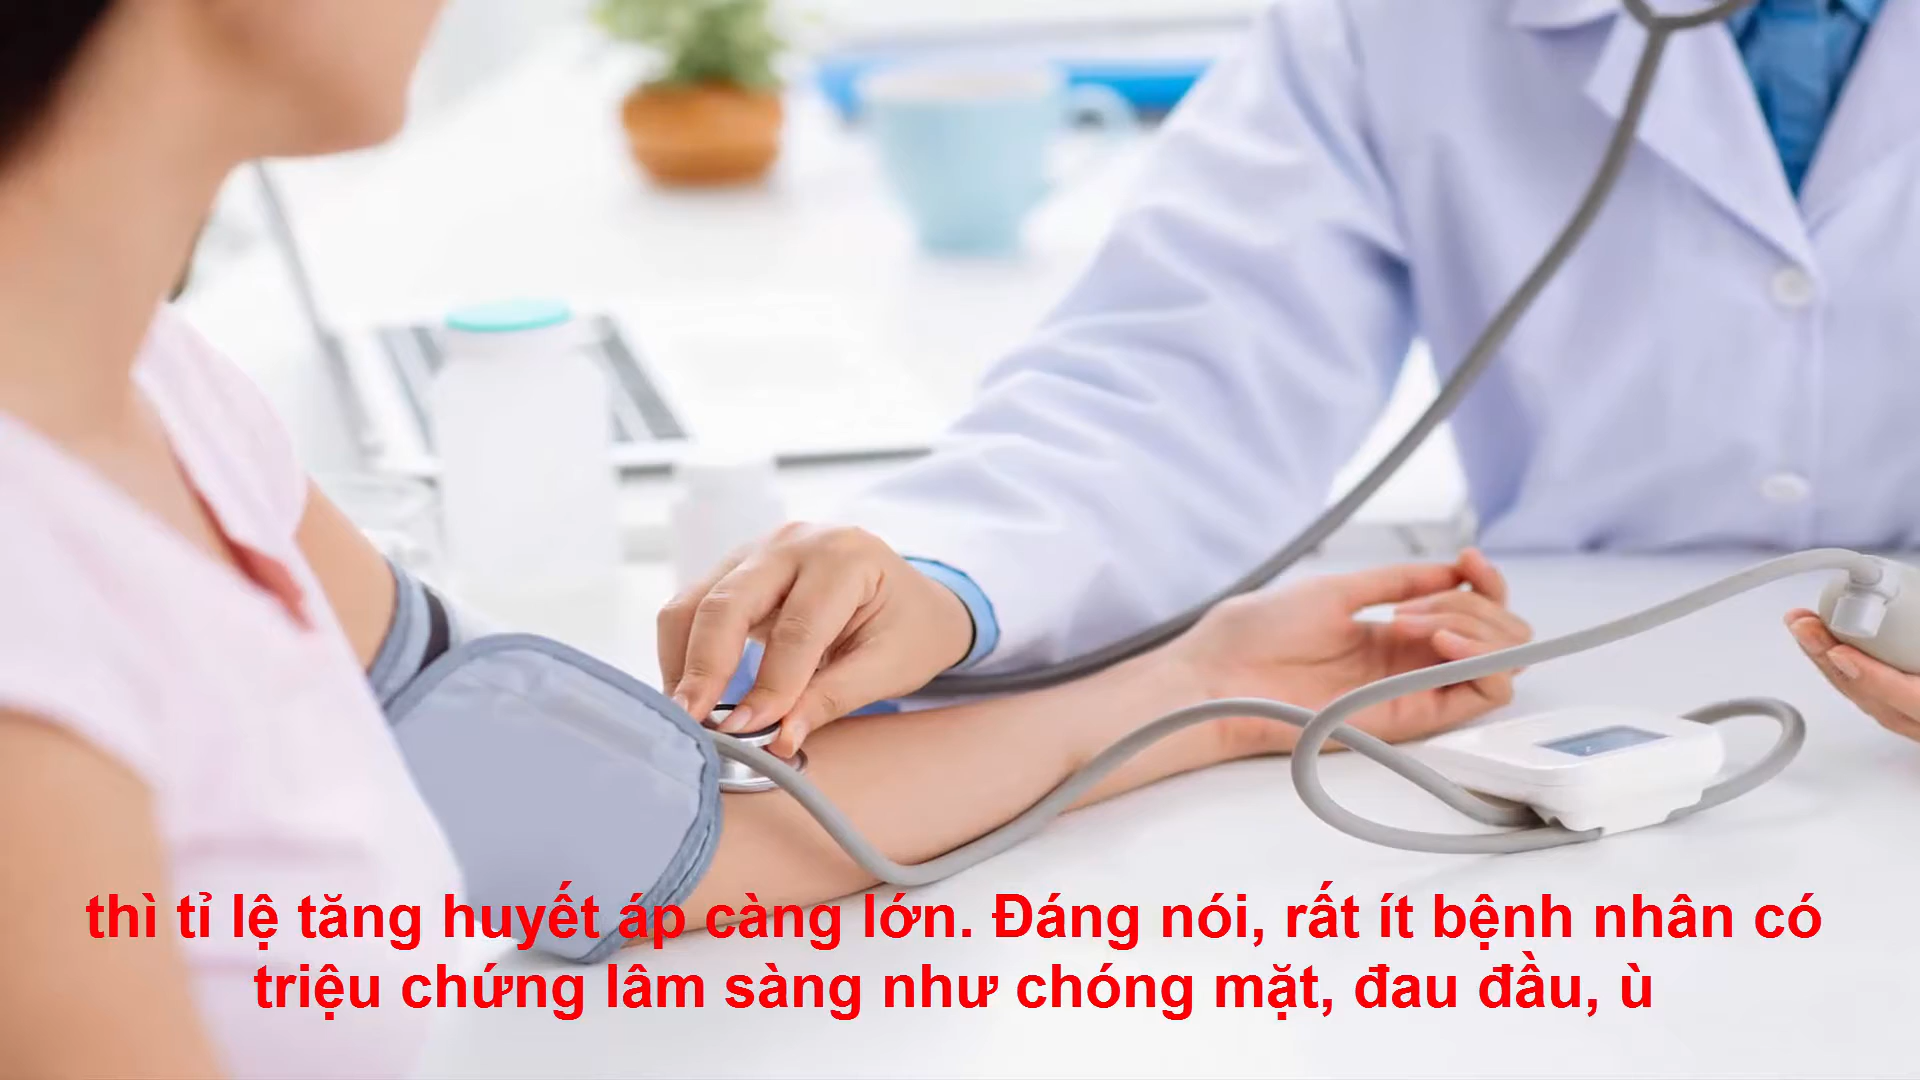 thì tỉ lệ tăng huyết áp càng lớn. Đáng nói, rất ít bệnh nhân có
triệu chứng lâm sàng như chóng mặt, đau đầu, ù